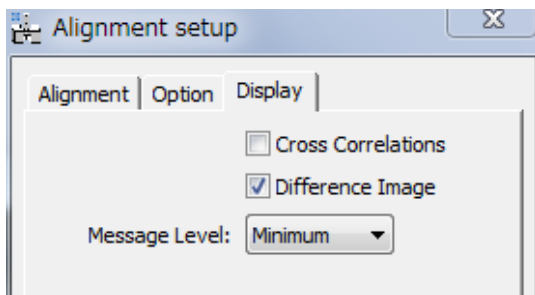 Alignment setup
Alignment Option Display
Cross Correlations
Difference Image
Message Level: Minimum